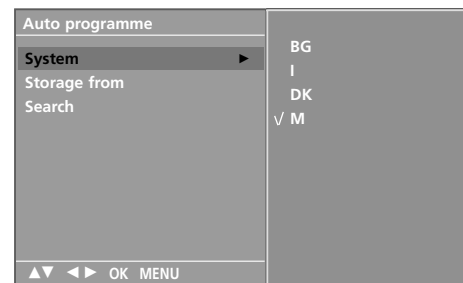 Auto programme
System ►
Storage from
Search
BG
I
DK
√ M
▲▼ ◄► OK MENU